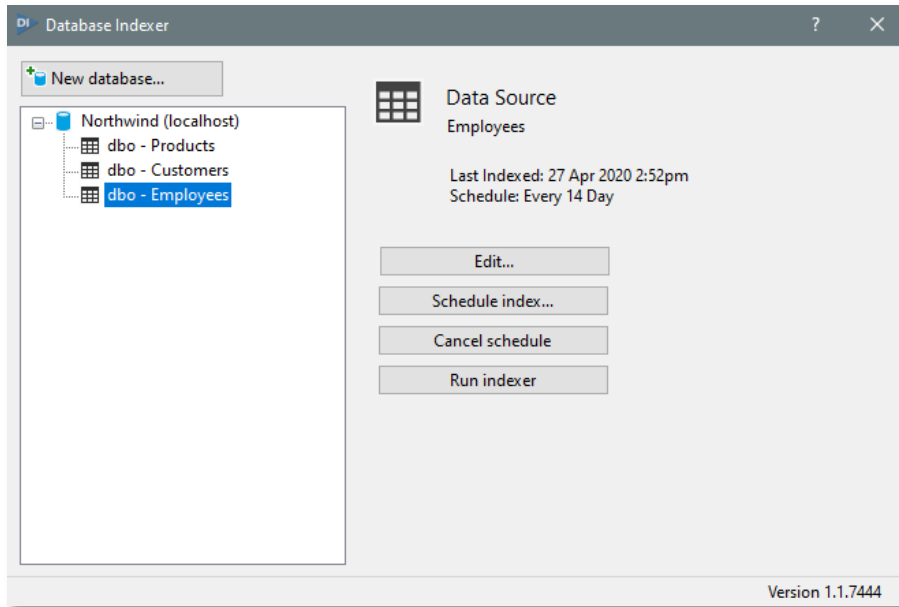 DI Database Indexer ?
New database...
Northwind (localhost)
dbo - Products
dbo - Customers
dbo - Employees
Data Source
Employees
Last Indexed: 27 Apr 2020 2:52pm
Schedule: Every 14 Day
Edit...
Schedule index...
Cancel schedule
Run indexer
Version 1.1.7444